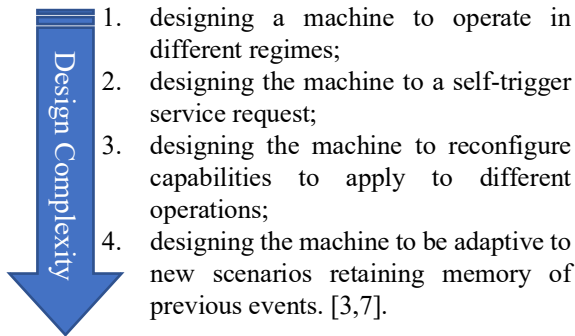 Design Complexity
1. designing a machine to operate in
different regimes;
2. designing the machine to a self-trigger
service request;
3. designing the machine to reconfigure
capabilities to apply to different
operations;
4. designing the machine to be adaptive to
new scenarios retaining memory of
previous events. [3,7].